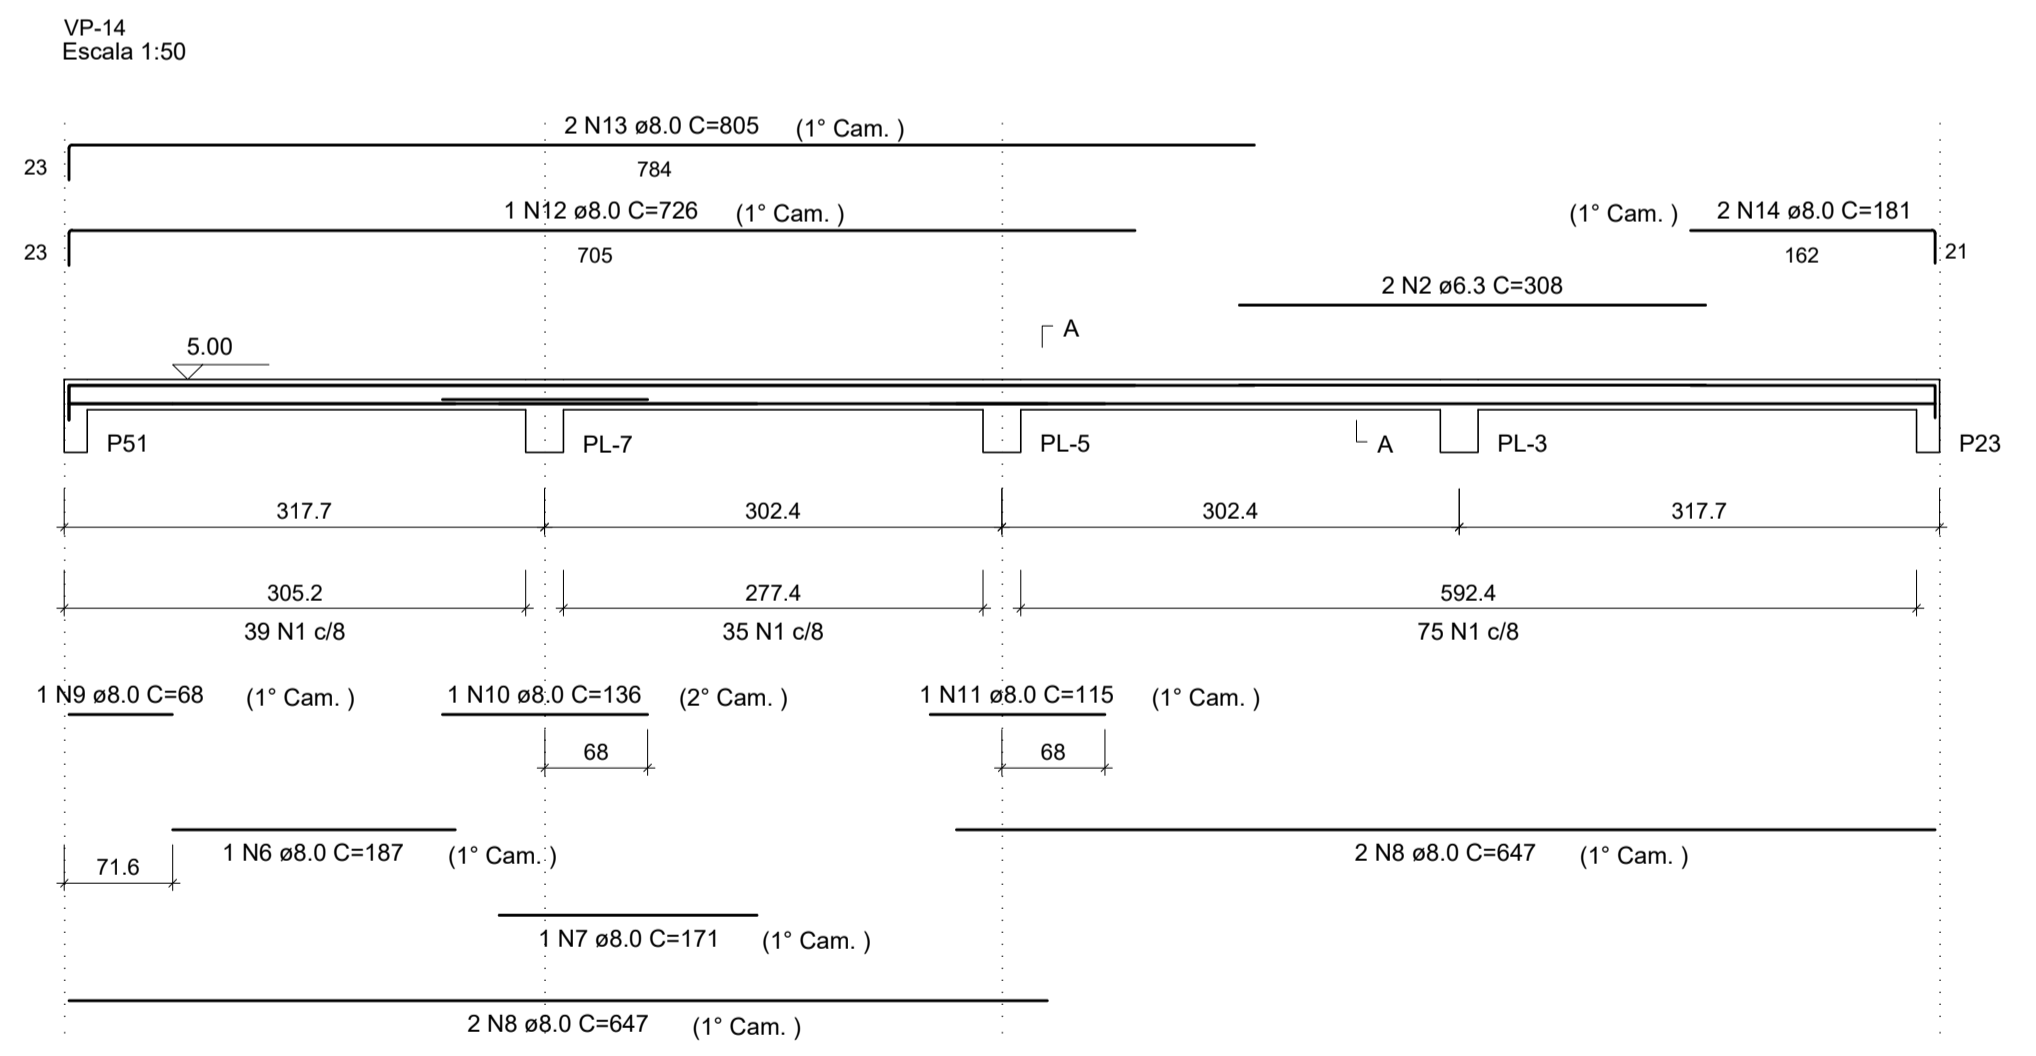 VP-14
Escala 1:50
2 N13 ø8.0 C=805 (1° Cam. )
23 784
1 N12 ø8.0 C=726 (1° Cam. ) (1° Cam. ) 2 N14 ø8.0 C=181
23 705 162 21
2 N2 ø6.3 C=308
A
5.00
P51 PL-7 PL-5 A PL-3 P23
317.7 302.4 302.4 317.7
305.2 277.4 592.4
39 N1 c/8 35 N1 c/8 75 N1 c/8
1 N9 ø8.0 C=68 (1° Cam. ) 1 N10 ø8.0 C=136 (2° Cam. ) 1 N11 ø8.0 C=115 (1° Cam. )
68 68
1 N6 ø8.0 C=187 (1° Cam. ) 2 N8 ø8.0 C=647 (1° Cam. )
71.6
1 N7 ø8.0 C=171 (1° Cam. )
2 N8 ø8.0 C=647 (1° Cam. )